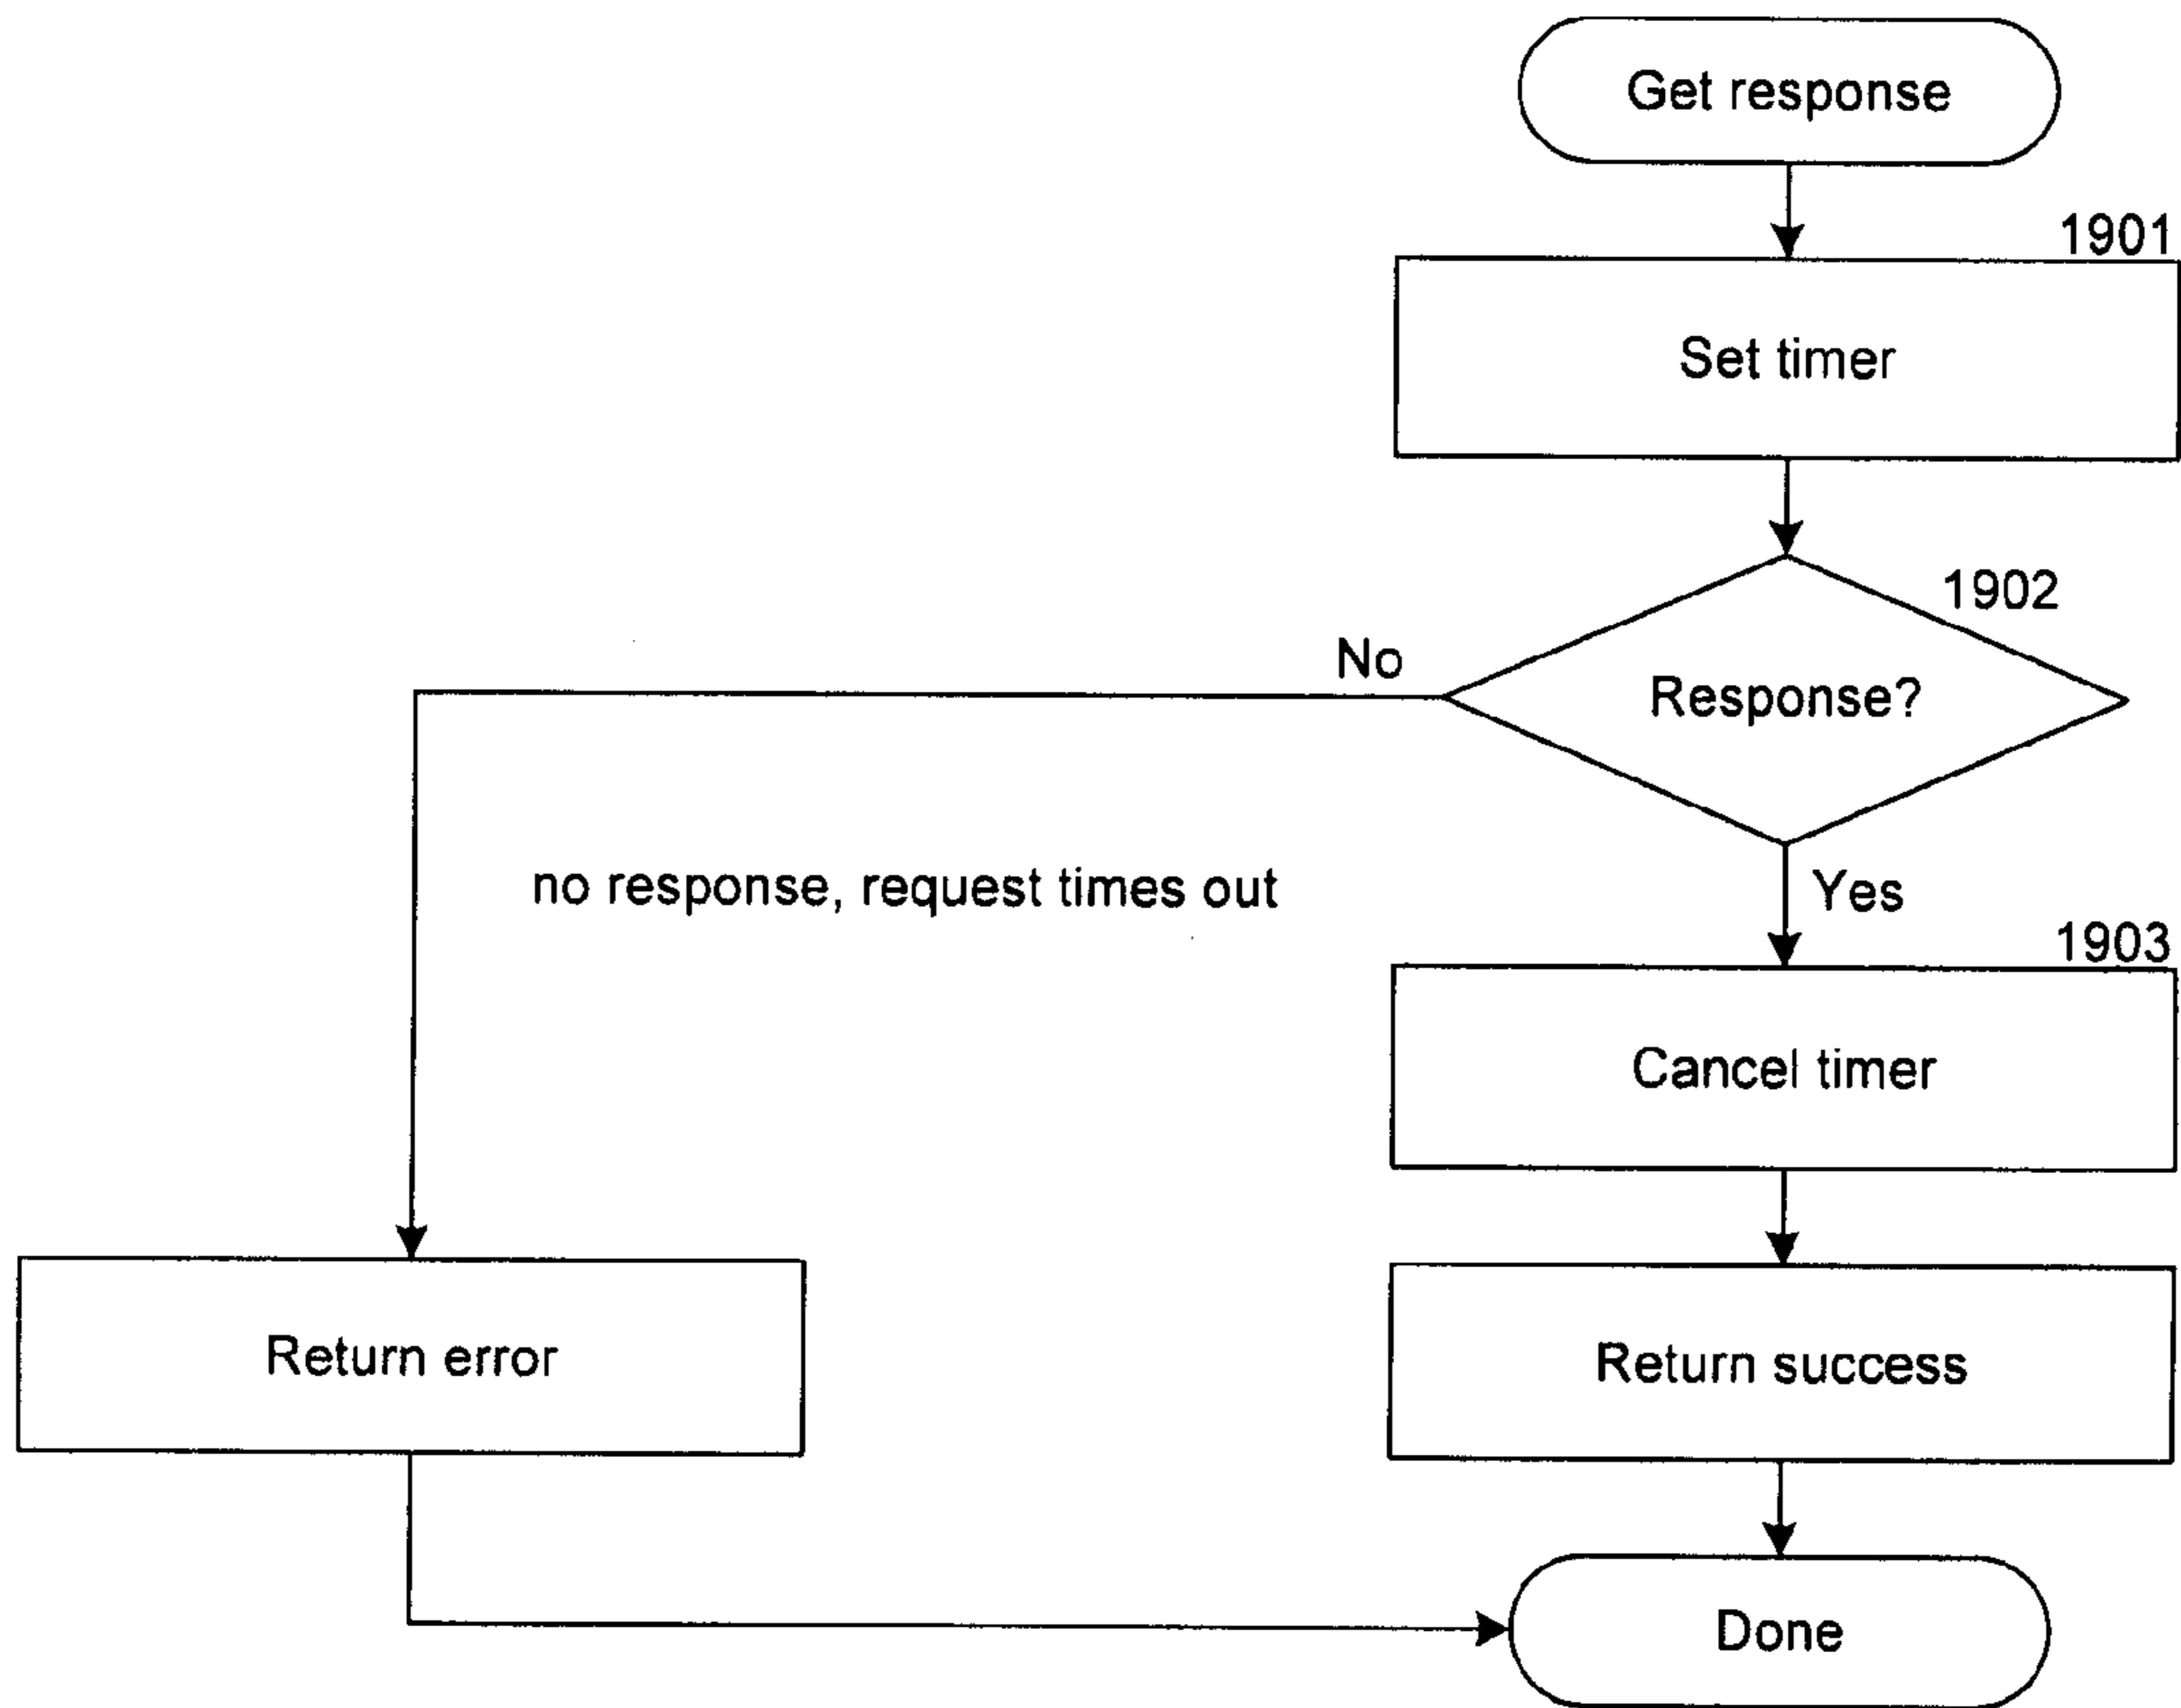 Get response
1901
Set timer
1902
No
Response?
no response, request times out
Yes
1903
Cancel timer
Return error
Return success
Done